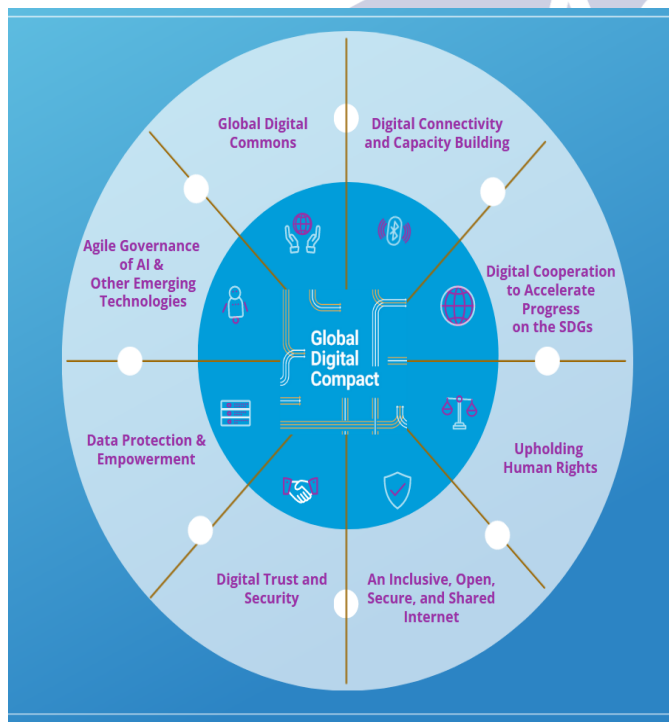 Global Digital
Commons
Digital Connectivity
and Capacity Building
Agile Governance
of AI &
Other Emerging
Technologies
Digital Cooperation
to Accelerate
Progress
on the SDGs
Global
Digital
Compact
Data Protection &
Empowerment
Upholding
Human Rights
Digital Trust and
Security
An Inclusive, Open,
Secure, and Shared
Internet